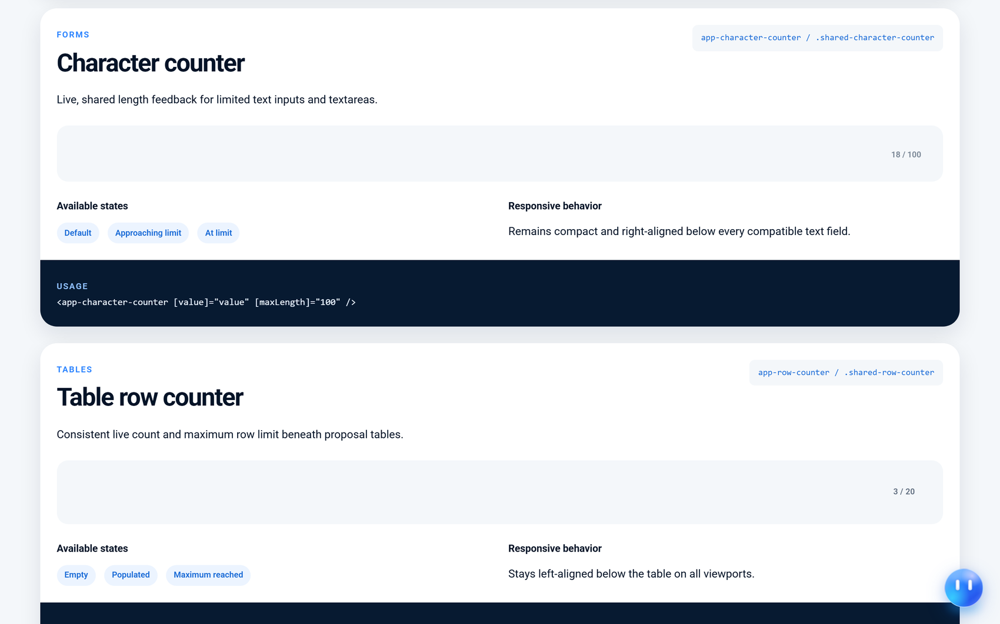 FORMS
app-character-counter / .shared-character-counter
Character counter
Live, shared length feedback for limited text inputs and textareas.
18 / 100
Available states
Default
Approaching limit
At limit
Responsive behavior
Remains compact and right-aligned below every compatible text field.
USAGE
<app-character-counter [value]="value" [maxLength]="100" />
TABLES
app-row-counter / .shared-row-counter
Table row counter
Consistent live count and maximum row limit beneath proposal tables.
3 / 20
Available states
Empty
Populated
Maximum reached
Responsive behavior
Stays left-aligned below the table on all viewports.